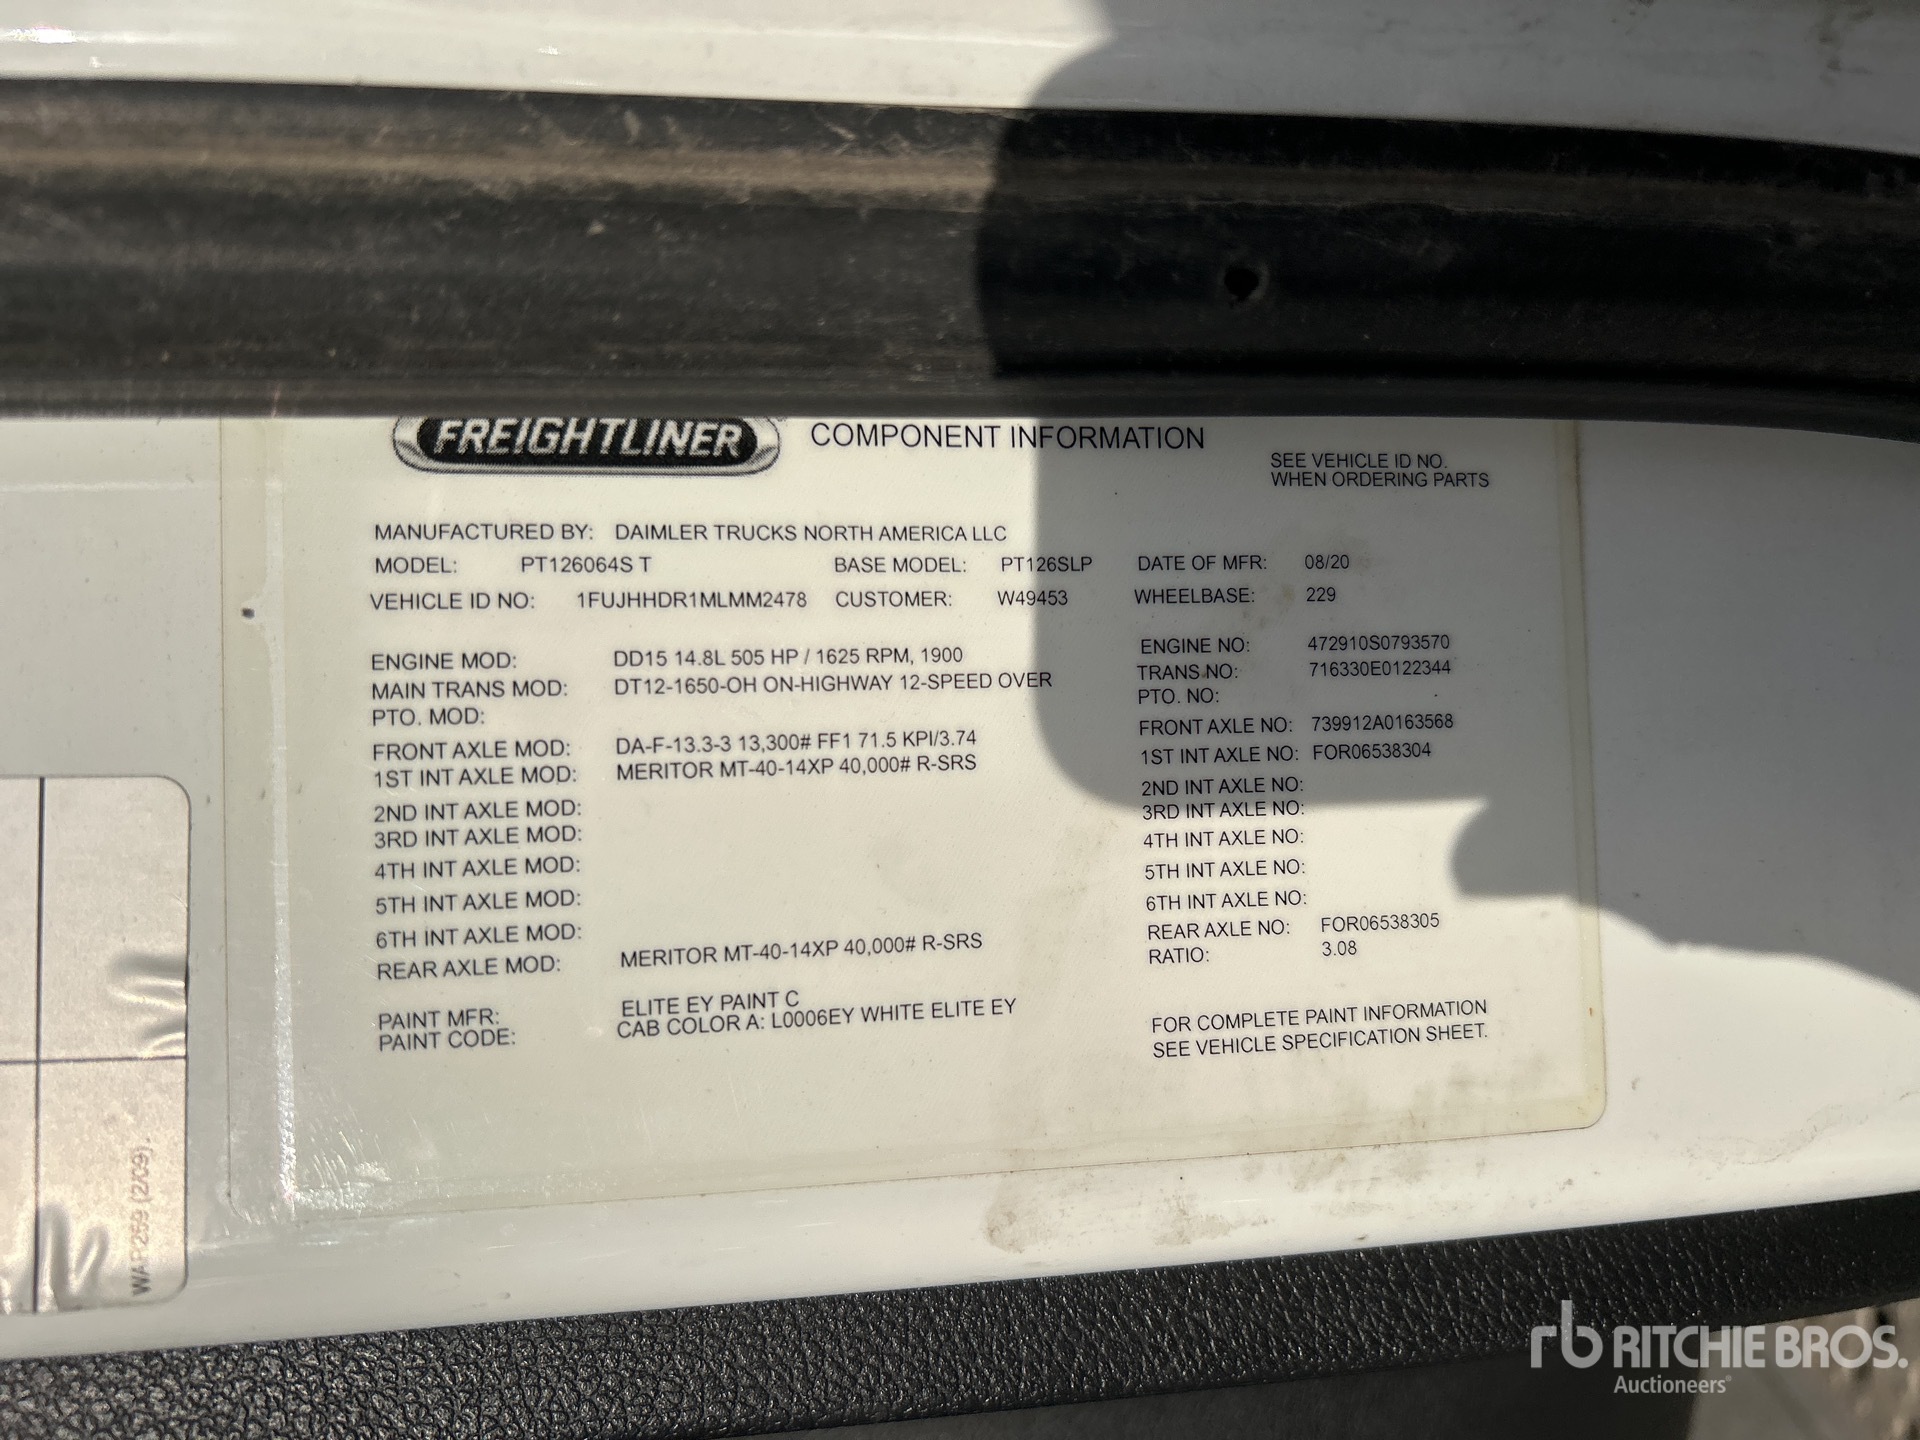 FREIGHTLINER COMPONENT INFORMATION
SEE VEHICLE ID NO.
WHEN ORDERING PARTS
MANUFACTURED BY: DAIMLER TRUCKS NORTH AMERICA LLC
MODEL: PT126064S T BASE MODEL: PT126SLP DATE OF MFR: 08/20
VEHICLE ID NO: 1FUJHHDR1MLMM2478 CUSTOMER: W49453 WHEELBASE: 229
ENGINE MOD: DD15 14.8L 505 HP / 1625 RPM, 1900 ENGINE NO: 472910S0793570
MAIN TRANS MOD: DT12-1650-OH ON-HIGHWAY 12-SPEED OVER TRANS NO: 716330E0122344
PTO. MOD: PTO. NO:
FRONT AXLE MOD: DA-F-13.3-3 13,300# FF1 71.5 KPI/3.74 FRONT AXLE NO: 739912A0163568
1ST INT AXLE MOD: MERITOR MT-40-14XP 40,000# R-SRS 1ST INT AXLE NO: FOR06538304
2ND INT AXLE MOD: 2ND INT AXLE NO:
3RD INT AXLE MOD: 3RD INT AXLE NO:
4TH INT AXLE MOD: 4TH INT AXLE NO:
5TH INT AXLE MOD: 5TH INT AXLE NO:
6TH INT AXLE MOD: 6TH INT AXLE NO:
REAR AXLE MOD: MERITOR MT-40-14XP 40,000# R-SRS REAR AXLE NO: FOR06538305
RATIO: 3.08
PAINT MFR: ELITE EY PAINT C
PAINT CODE: CAB COLOR A: L0006EY WHITE ELITE EY
FOR COMPLETE PAINT INFORMATION
SEE VEHICLE SPECIFICATION SHEET.
WAR259 (2/09).
rb RITCHIE BROS.
Auctioneers